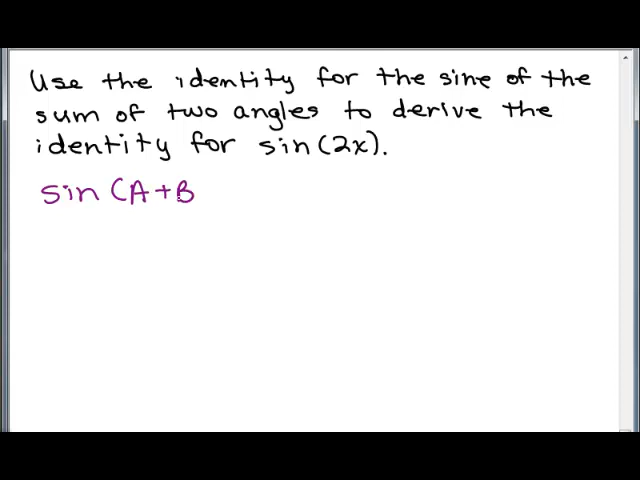 Use the identity for the sine of the
sum of two angles to derive the
identity for sin(2x).
sin (A+B